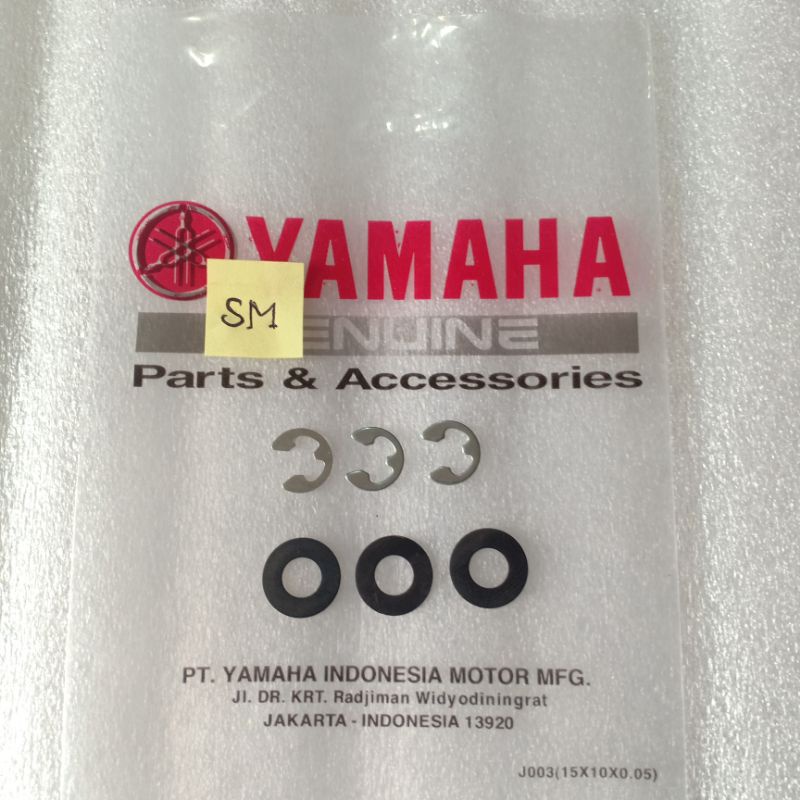 YAMAHA
SM
ENUINE
Parts & Accessories
PT. YAMAHA INDONESIA MOTOR MFG.
Jl. DR. KRT. Radjiman Widyodiningrat
JAKARTA - INDONESIA 13920
J003(15X10X0.05)